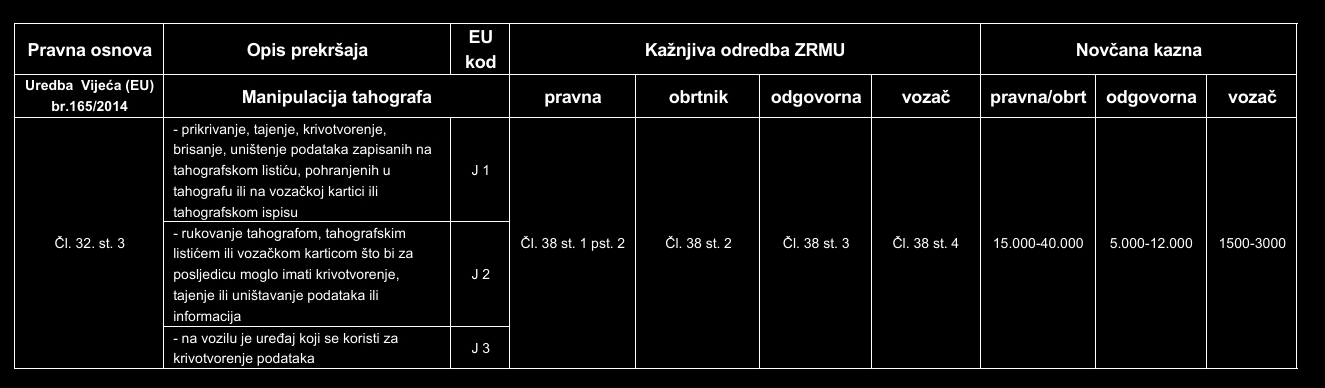 Pravna osnova
Opis prekršaja
EU
kod
Kažnjiva odredba ZRMU
Novčana kazna
Uredba Vijeća (EU)
br.165/2014
Manipulacija tahografa
pravna
obrtnik
odgovorna
vozač
pravna/obrt
odgovorna
vozač
Čl. 32. st. 3
- prikrivanje, tajenje, krivotvorenje,
brisanje, uništenje podataka zapisanih na
tahografskom listiću, pohranjenih u
tahografu ili na vozačkoj kartici ili
tahografskom ispisu
J 1
- rukovanje tahografom, tahografskim
listićem ili vozačkom karticom što bi za
posljedicu moglo imati krivotvorenje,
tajenje ili uništavanje podataka ili
informacija
J 2
- na vozilu je uređaj koji se koristi za
krivotvorenje podataka
J 3
Čl. 38 st. 1 pst. 2
Čl. 38 st. 2
Čl. 38 st. 3
Čl. 38 st. 4
15.000-40.000
5.000-12.000
1500-3000